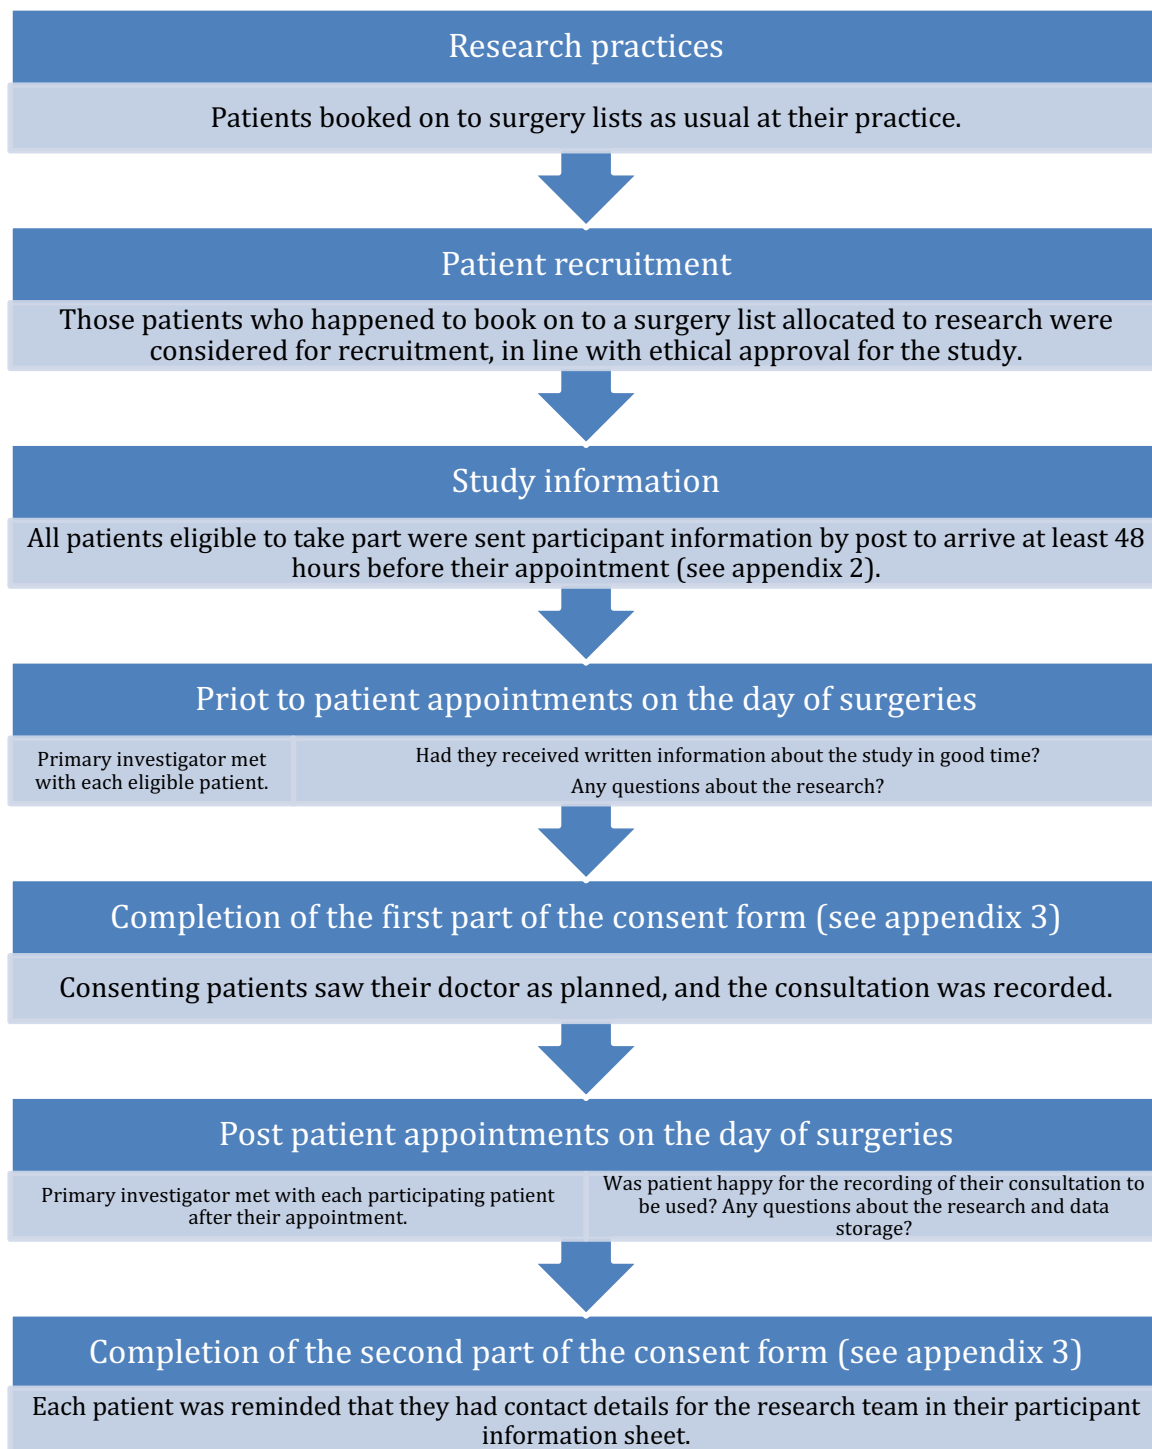 Research practices
Patients booked on to surgery lists as usual at their practice.
Patient recruitment
Those patients who happened to book on to a surgery list allocated to research were
considered for recruitment, in line with ethical approval for the study.
Study information
All patients eligible to take part were sent participant information by post to arrive at least 48
hours before their appointment (see appendix 2).
Priot to patient appointments on the day of surgeries
Primary investigator met
with each eligible patient.
Had they received written information about the study in good time?
Any questions about the research?
Completion of the first part of the consent form (see appendix 3)
Consenting patients saw their doctor as planned, and the consultation was recorded.
Post patient appointments on the day of surgeries
Primary investigator met with each participating patient
after their appointment.
Was patient happy for the recording of their consultation to
be used? Any questions about the research and data
storage?
Completion of the second part of the consent form (see appendix 3)
Each patient was reminded that they had contact details for the research team in their participant
information sheet.